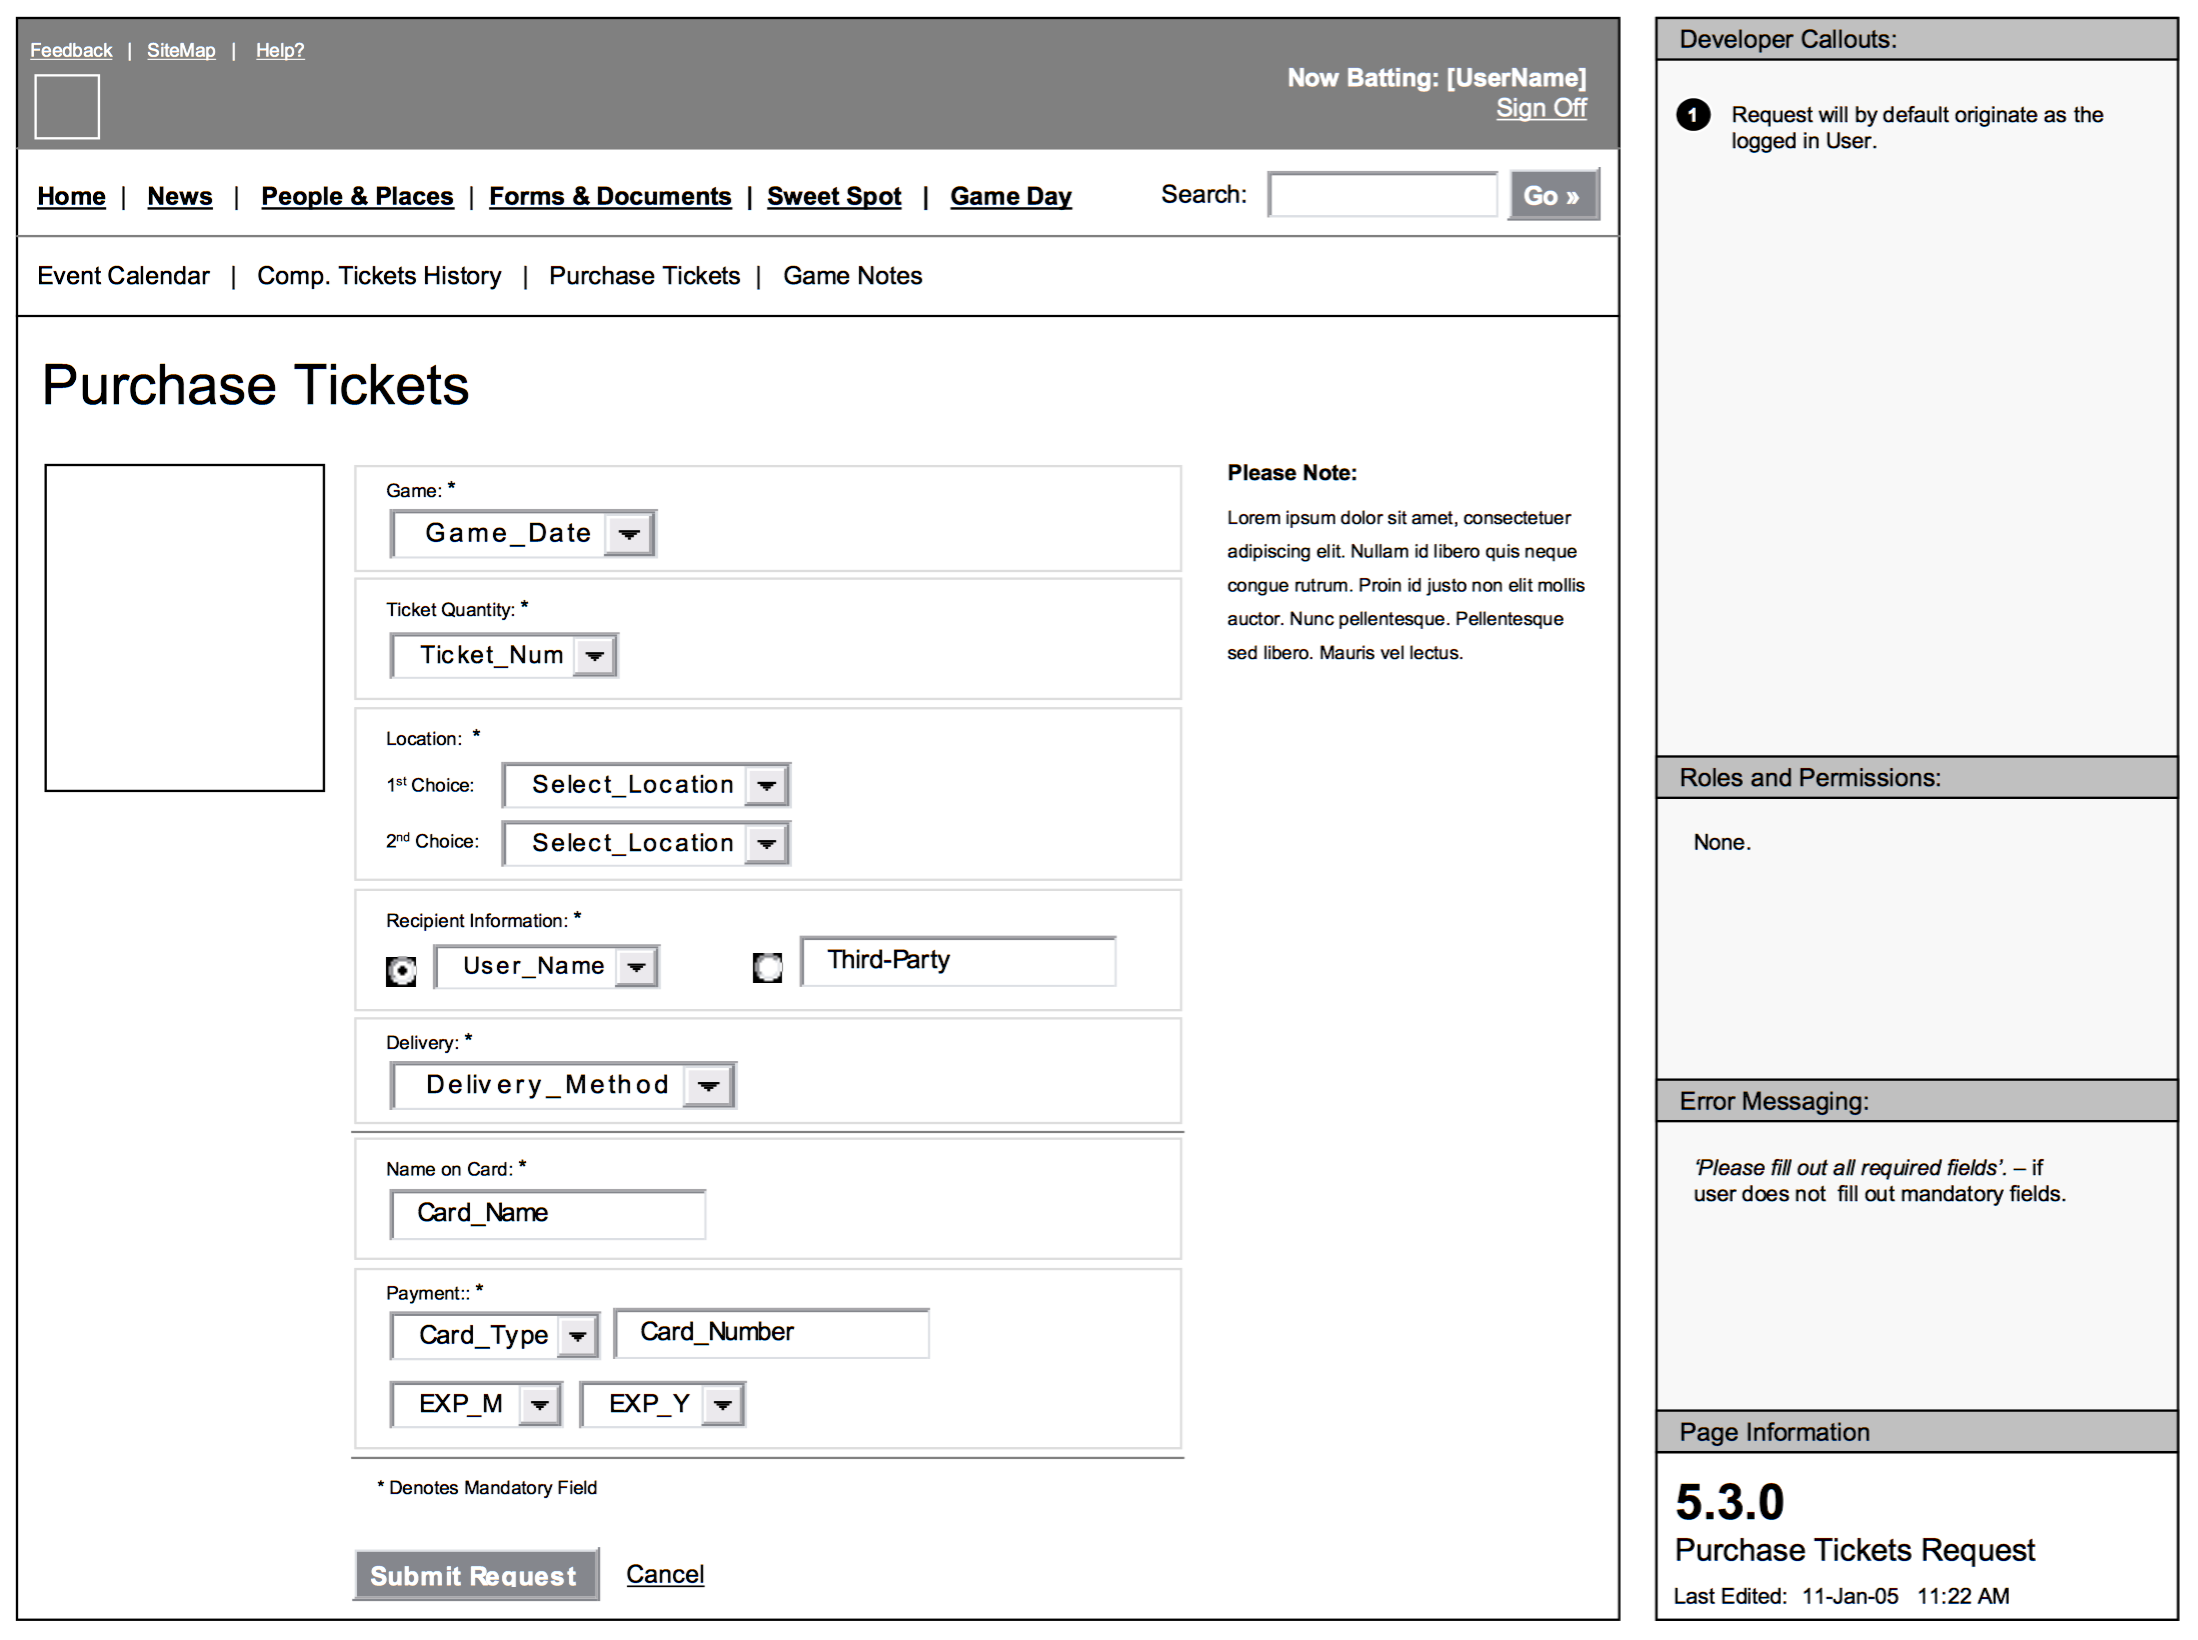 Feedback | SiteMap | Help?
Now Batting: [UserName]
Sign Off
Home | News | People & Places | Forms & Documents | Sweet Spot | Game Day
Search: Go »
Event Calendar | Comp. Tickets History | Purchase Tickets | Game Notes
Purchase Tickets
Game: *
Game_Date
Ticket Quantity: *
Ticket_Num
Location: *
1st Choice: Select_Location
2nd Choice: Select_Location
Recipient Information: *
User_Name Third-Party
Delivery: *
Delivery_Method
Name on Card: *
Card_Name
Payment:: *
Card_Type Card_Number
EXP_M EXP_Y
* Denotes Mandatory Field
Submit Request Cancel
Please Note:
Lorem ipsum dolor sit amet, consectetuer
adipiscing elit. Nullam id libero quis neque
congue rutrum. Proin id justo non elit mollis
auctor. Nunc pellentesque. Pellentesque
sed libero. Mauris vel lectus.
Developer Callouts:
1 Request will by default originate as the
logged in User.
Roles and Permissions:
None.
Error Messaging:
‘Please fill out all required fields’. – if
user does not fill out mandatory fields.
Page Information
5.3.0
Purchase Tickets Request
Last Edited: 11-Jan-05 11:22 AM